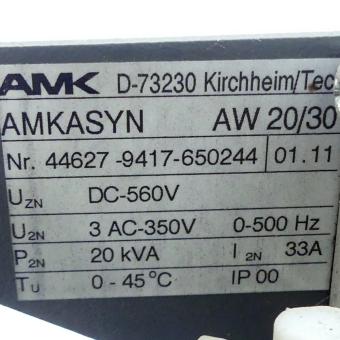 AMK D-73230 Kirchheim/Tec
AMKASYN AW 20/30
Nr. 44627-9417-650244 01.11
UZN DC-560V
U2N 3 AC-350V 0-500 Hz
P2N 20 kVA I2N 33A
TU 0-45°C IP 00